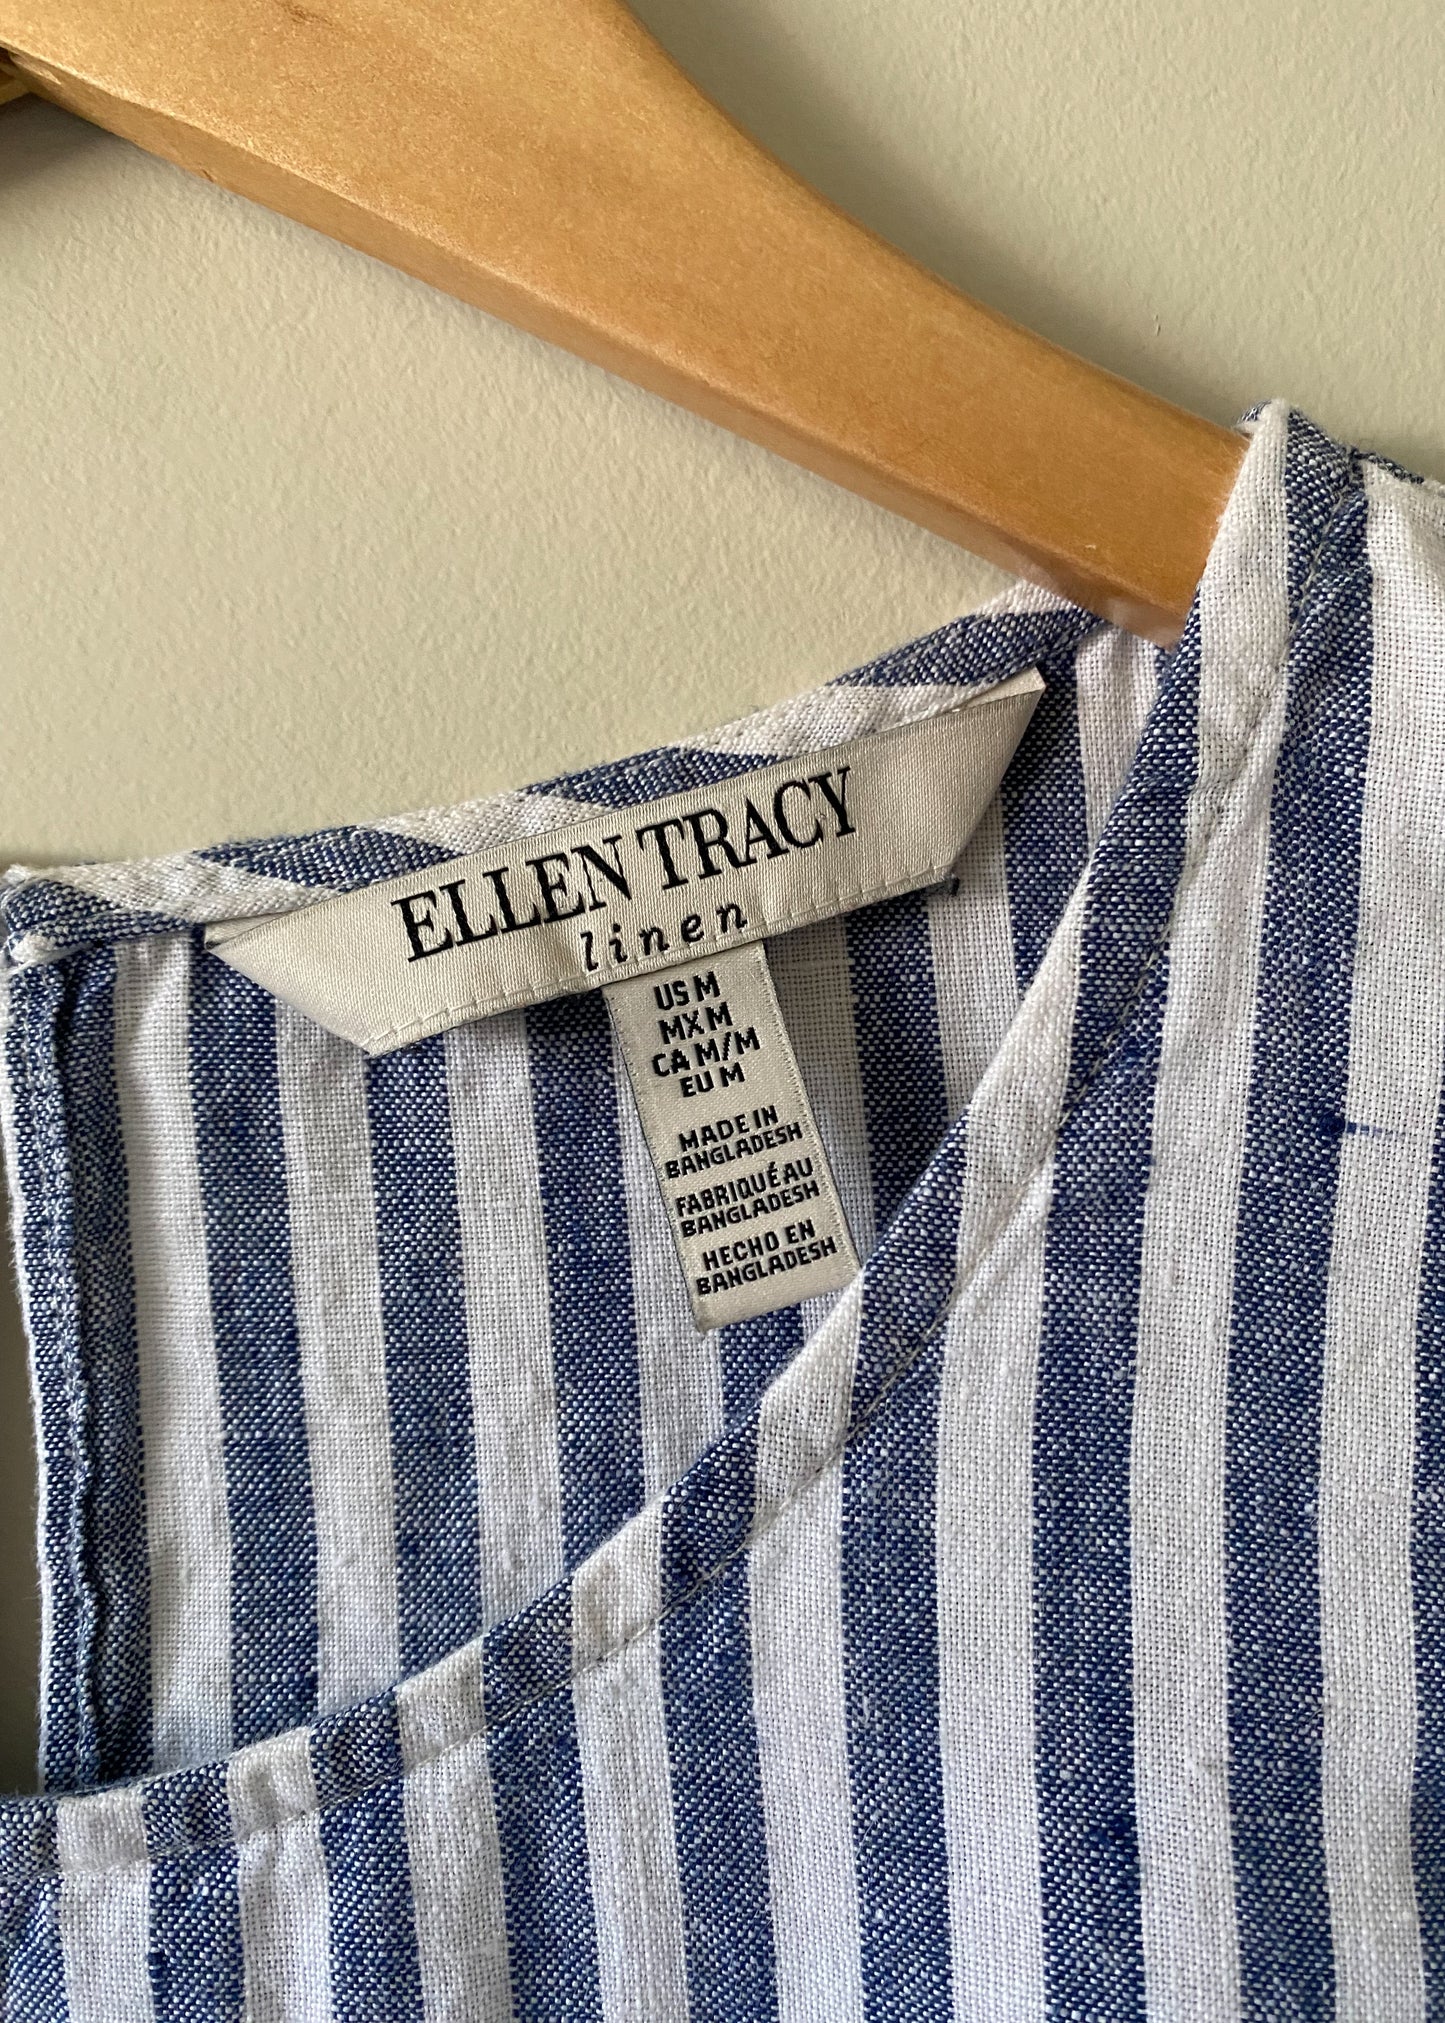 ELLEN TRACY
linen
US M
MX M
CA M/M
EU M
MADE IN
BANGLADESH
FABRIQUÉ AU
BANGLADESH
HECHO EN
BANGLADESH